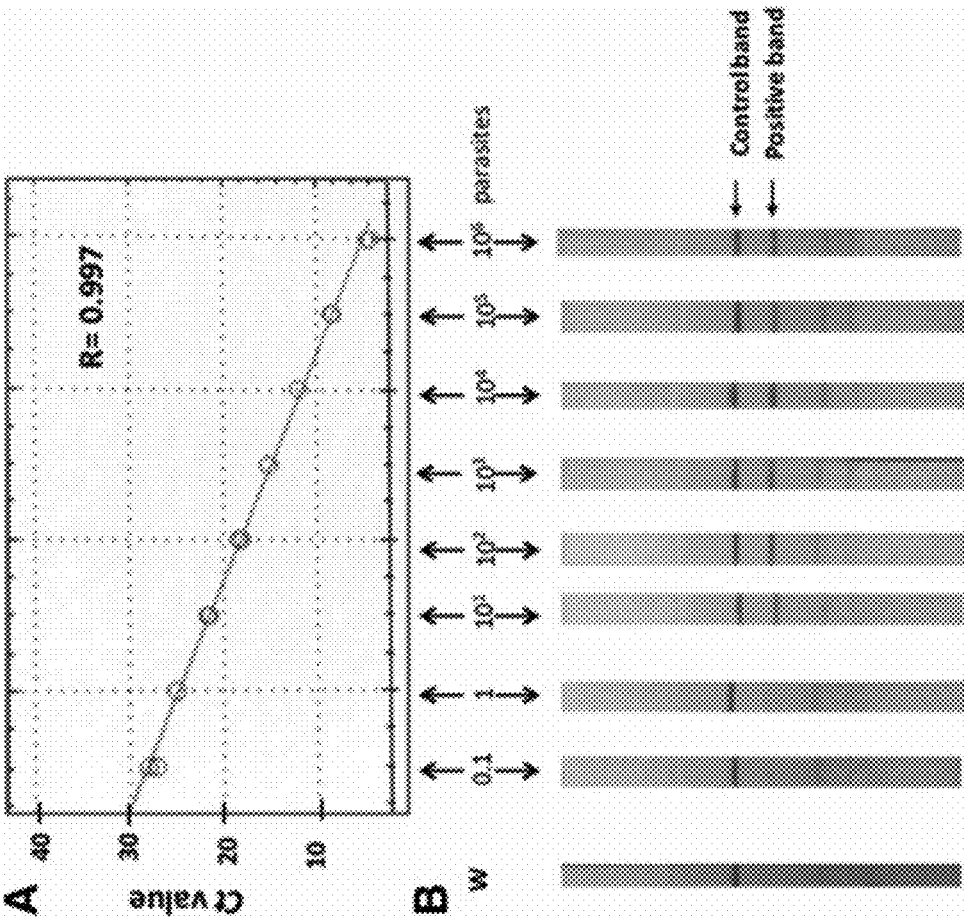 A
Ct value
40
30
20
10
R= 0.997
B
W
0.1
1
10¹
10²
10³
10⁴
10⁵
10⁶
parasites
Control band
Positive band